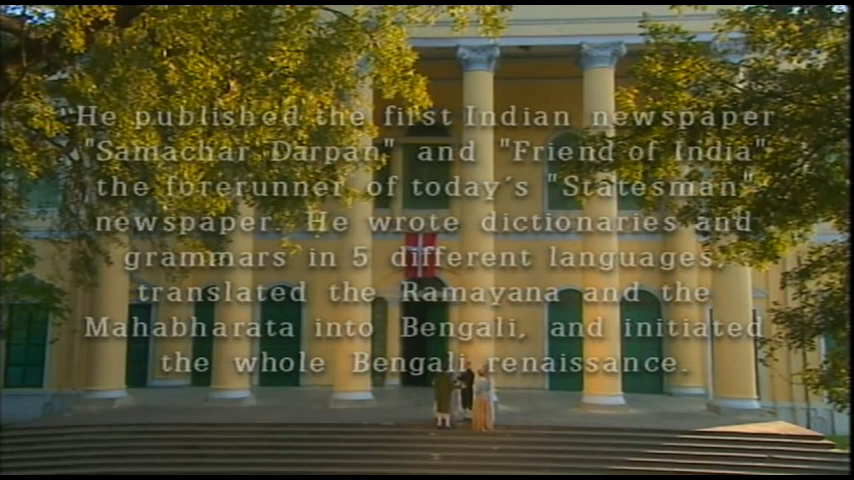 He published the first Indian newspaper
"Samachar Darpan" and "Friend of India"
the forerunner of today´s "Statesman"
newspaper. He wrote dictionaries and
grammars in 5 different languages,
translated the Ramayana and the
Mahabharata into Bengali, and initiated
the whole Bengali renaissance.